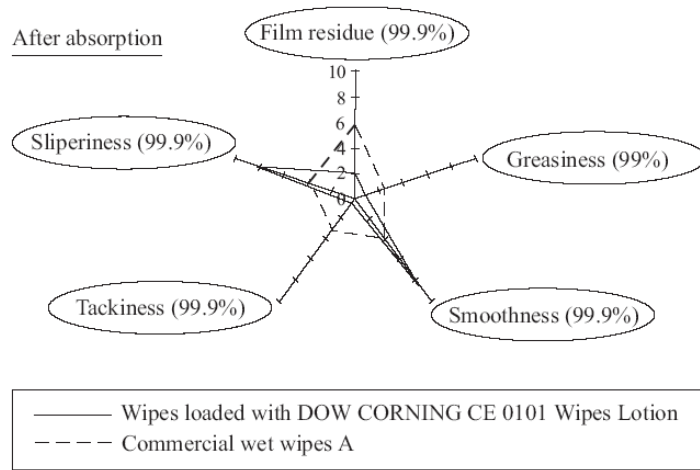 After absorption
Film residue (99.9%)
10
8
6
4
2
0
Sliperiness (99.9%)
Greasiness (99%)
Tackiness (99.9%)
Smoothness (99.9%)
Wipes loaded with DOW CORNING CE 0101 Wipes Lotion
Commercial wet wipes A